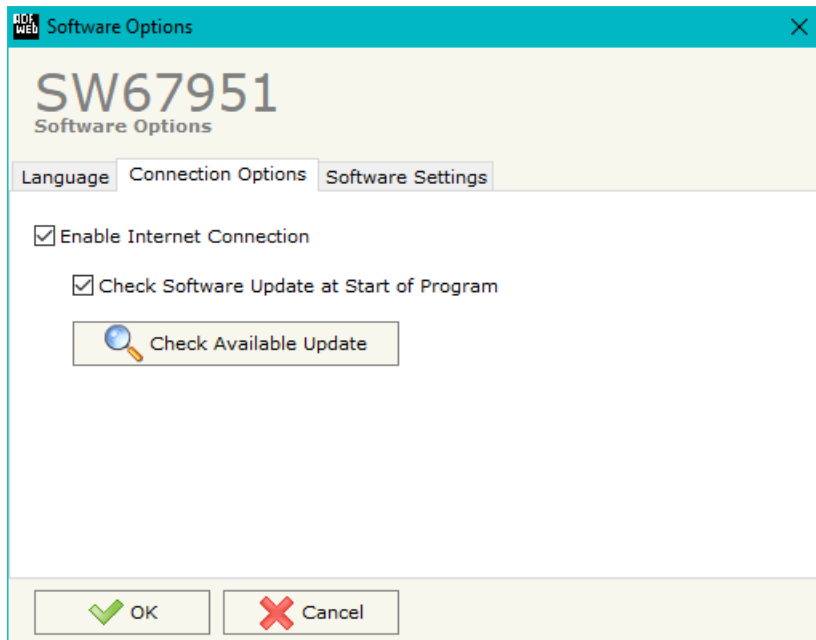 ADF
WEB Software Options
SW67951
Software Options
Language Connection Options Software Settings
Enable Internet Connection
Check Software Update at Start of Program
Check Available Update
OK Cancel